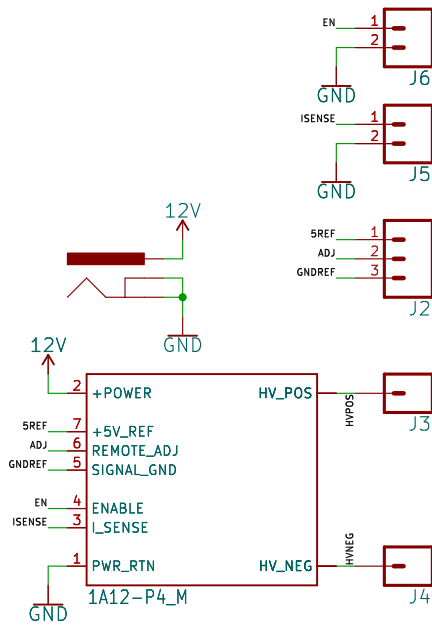 EN 1
2
GND
J6
ISENSE 1
2
GND
J5
12V
5REF 1
ADJ 2
GNDREF 3
J2
GND
12V
2 +POWER HV_POS HVPOS
J3
5REF 7 +5V_REF
ADJ 6 REMOTE_ADJ
GNDREF 5 SIGNAL_GND
EN 4 ENABLE
ISENSE 3 I_SENSE
1 PWR_RTN HV_NEG HVNEG
GND
1A12-P4_M
J4